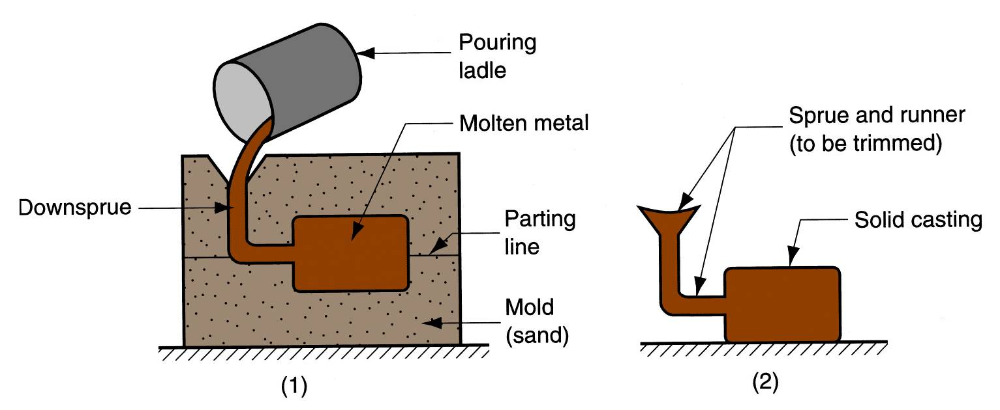 Pouring
ladle
Molten metal
Downsprue
Parting
line
Mold
(sand)
(1)
Sprue and runner
(to be trimmed)
Solid casting
(2)